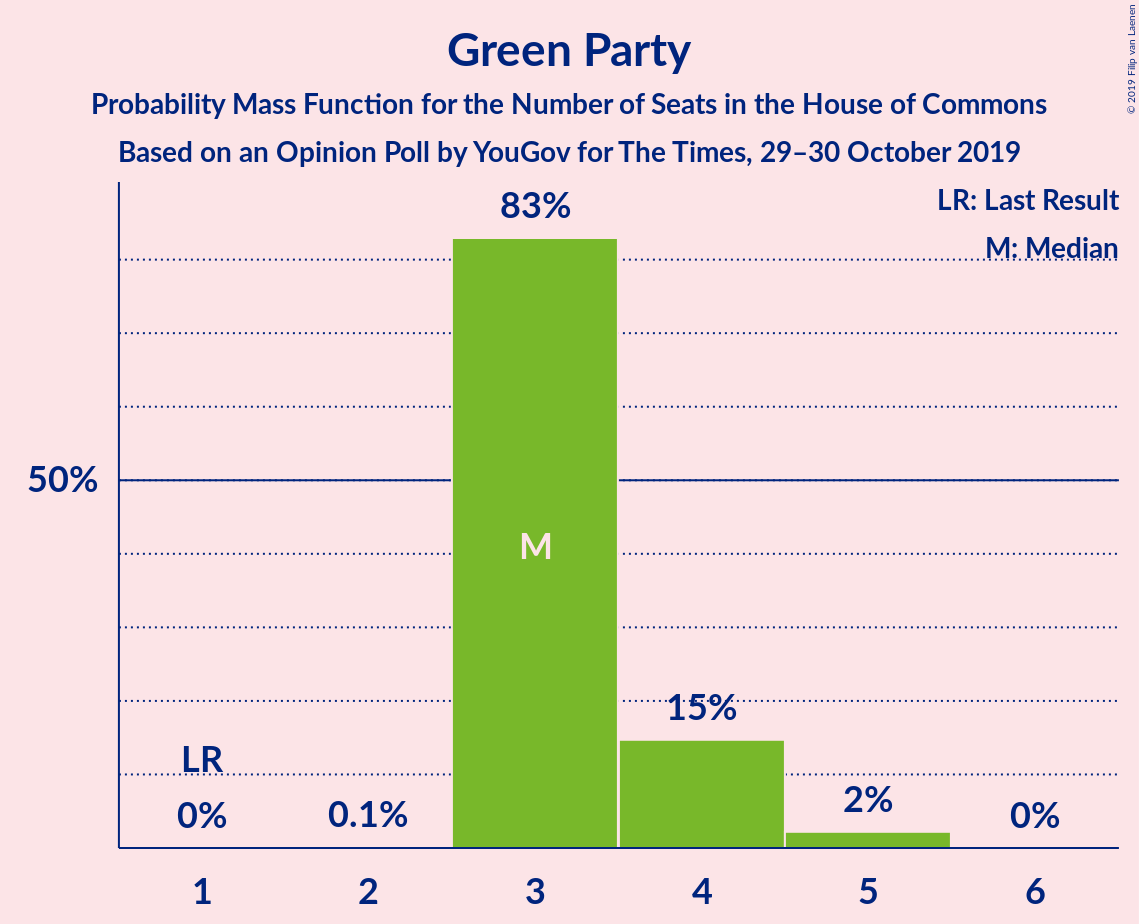 Green Party
Probability Mass Function for the Number of Seats in the House of Commons
Based on an Opinion Poll by YouGov for The Times, 29–30 October 2019
© 2019 Filip van Laenen
LR: Last Result
M: Median
83%
50%
M
15%
LR
0%
0.1%
2%
0%
1 2 3 4 5 6